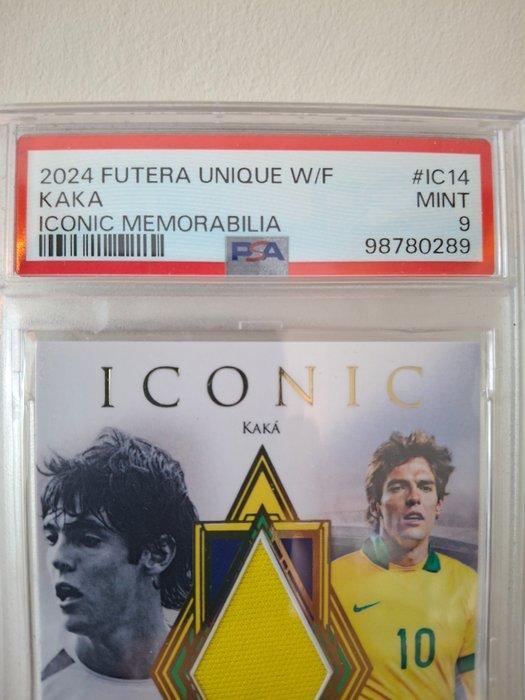 2024 FUTERA UNIQUE W/F #IC14
KAKA MINT
ICONIC MEMORABILIA 9
PSA 98780289
ICONIC
KAKÁ
10